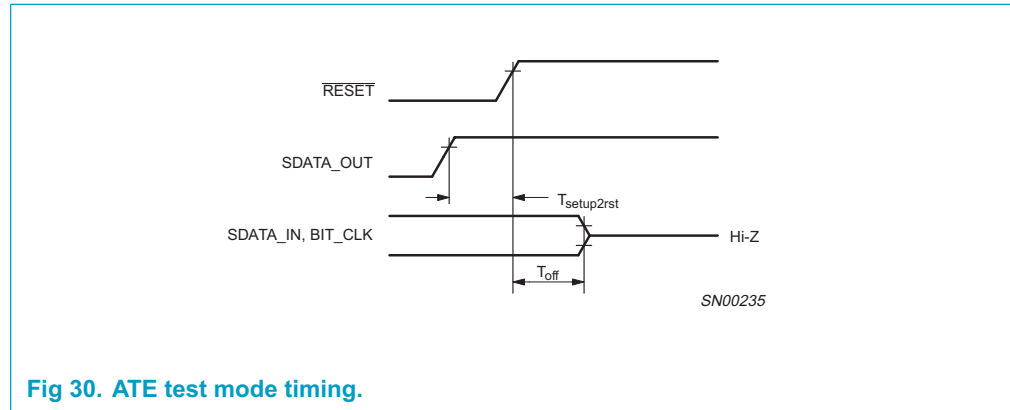 RESET
SDATA_OUT
Tsetup2rst
SDATA_IN, BIT_CLK
Hi-Z
Toff
SN00235
Fig 30. ATE test mode timing.